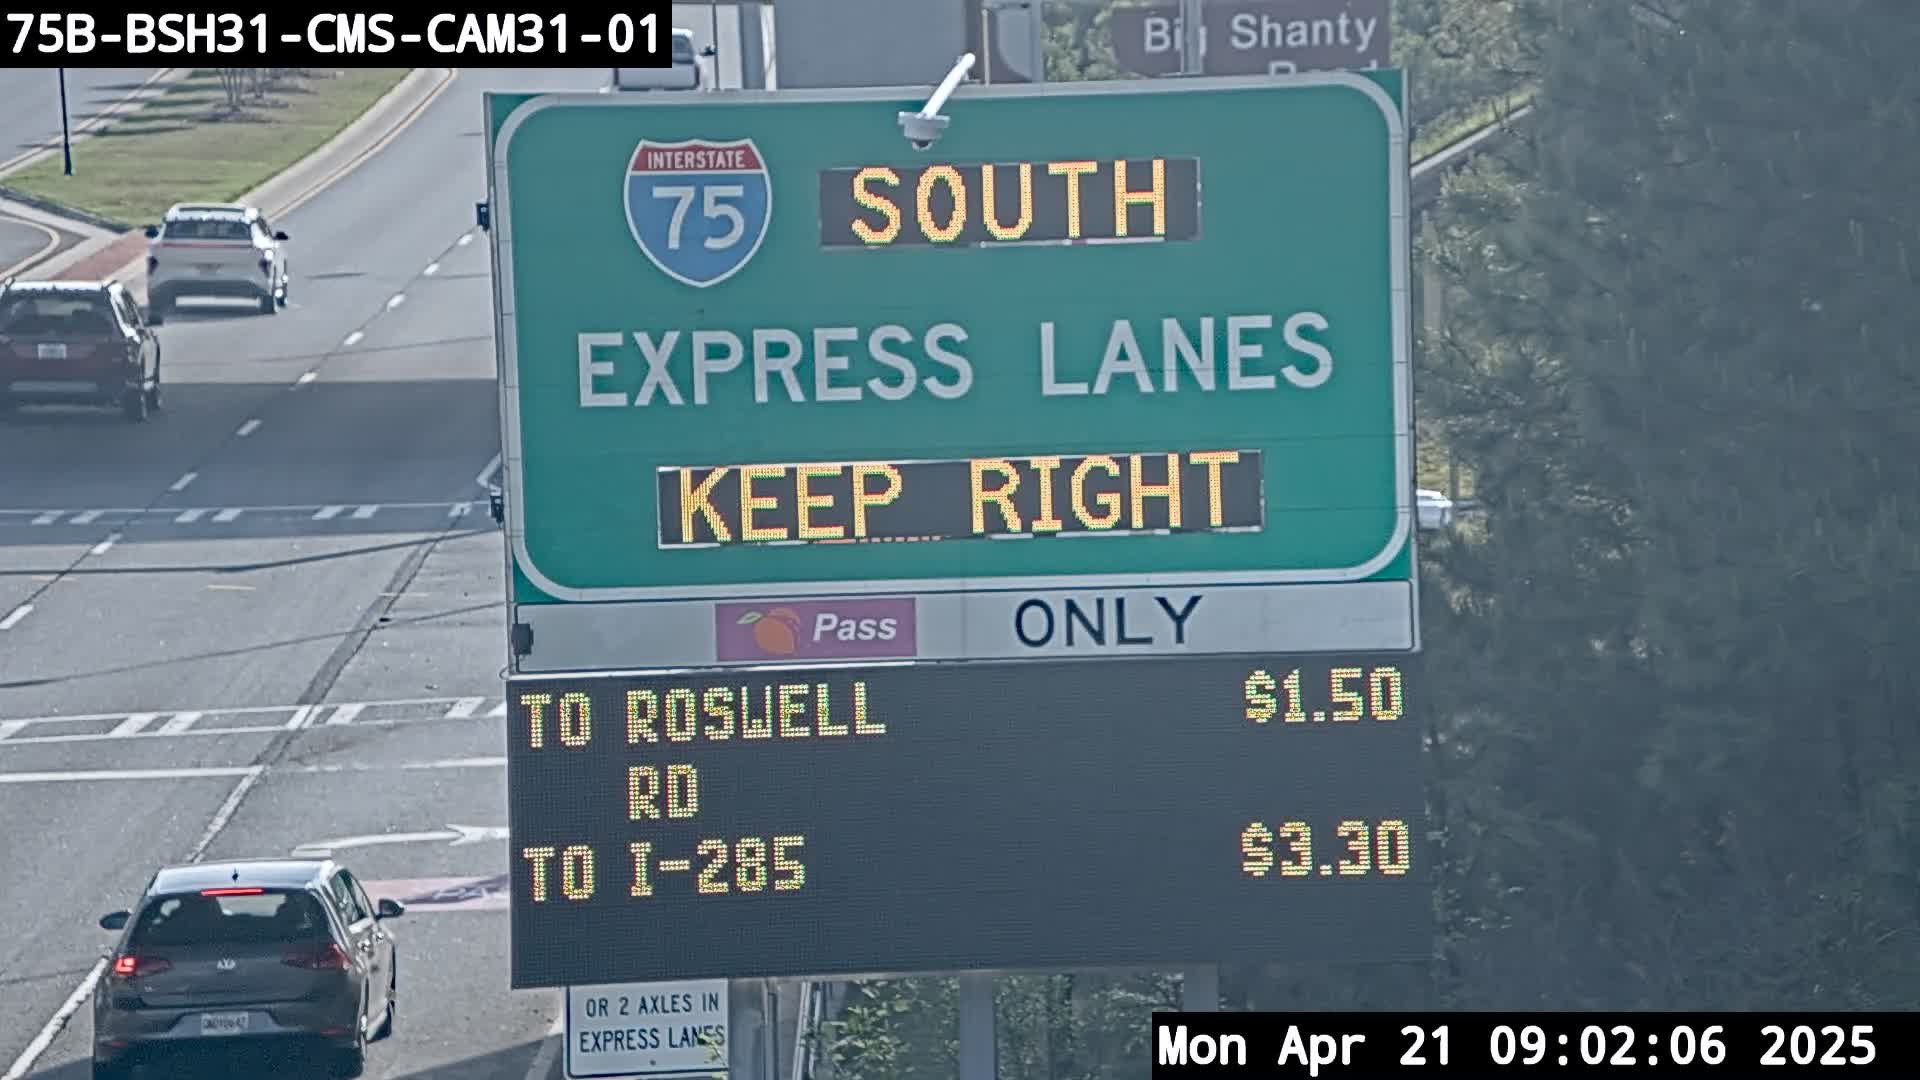 75B-BSH31-CMS-CAM31-01
Big Shanty
Road
INTERSTATE
75
SOUTH
EXPRESS LANES
KEEP RIGHT
Pass ONLY
TO ROSWELL $1.50
RD
TO I-285 $3.30
OR 2 AXLES IN
EXPRESS LANES
Mon Apr 21 09:02:06 2025